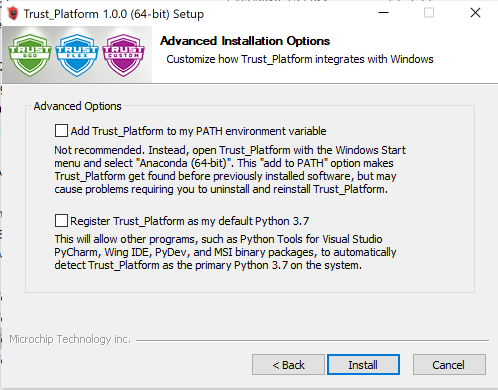 Trust_Platform 1.0.0 (64-bit) Setup
TRUST
&GO
TRUST
FLEX
TRUST
CUSTOM
Advanced Installation Options
Customize how Trust_Platform integrates with Windows
Advanced Options
Add Trust_Platform to my PATH environment variable
Not recommended. Instead, open Trust_Platform with the Windows Start
menu and select "Anaconda (64-bit)". This "add to PATH" option makes
Trust_Platform get found before previously installed software, but may
cause problems requiring you to uninstall and reinstall Trust_Platform.
Register Trust_Platform as my default Python 3.7
This will allow other programs, such as Python Tools for Visual Studio
PyCharm, Wing IDE, PyDev, and MSI binary packages, to automatically
detect Trust_Platform as the primary Python 3.7 on the system.
Microchip Technology inc.
< Back
Install
Cancel